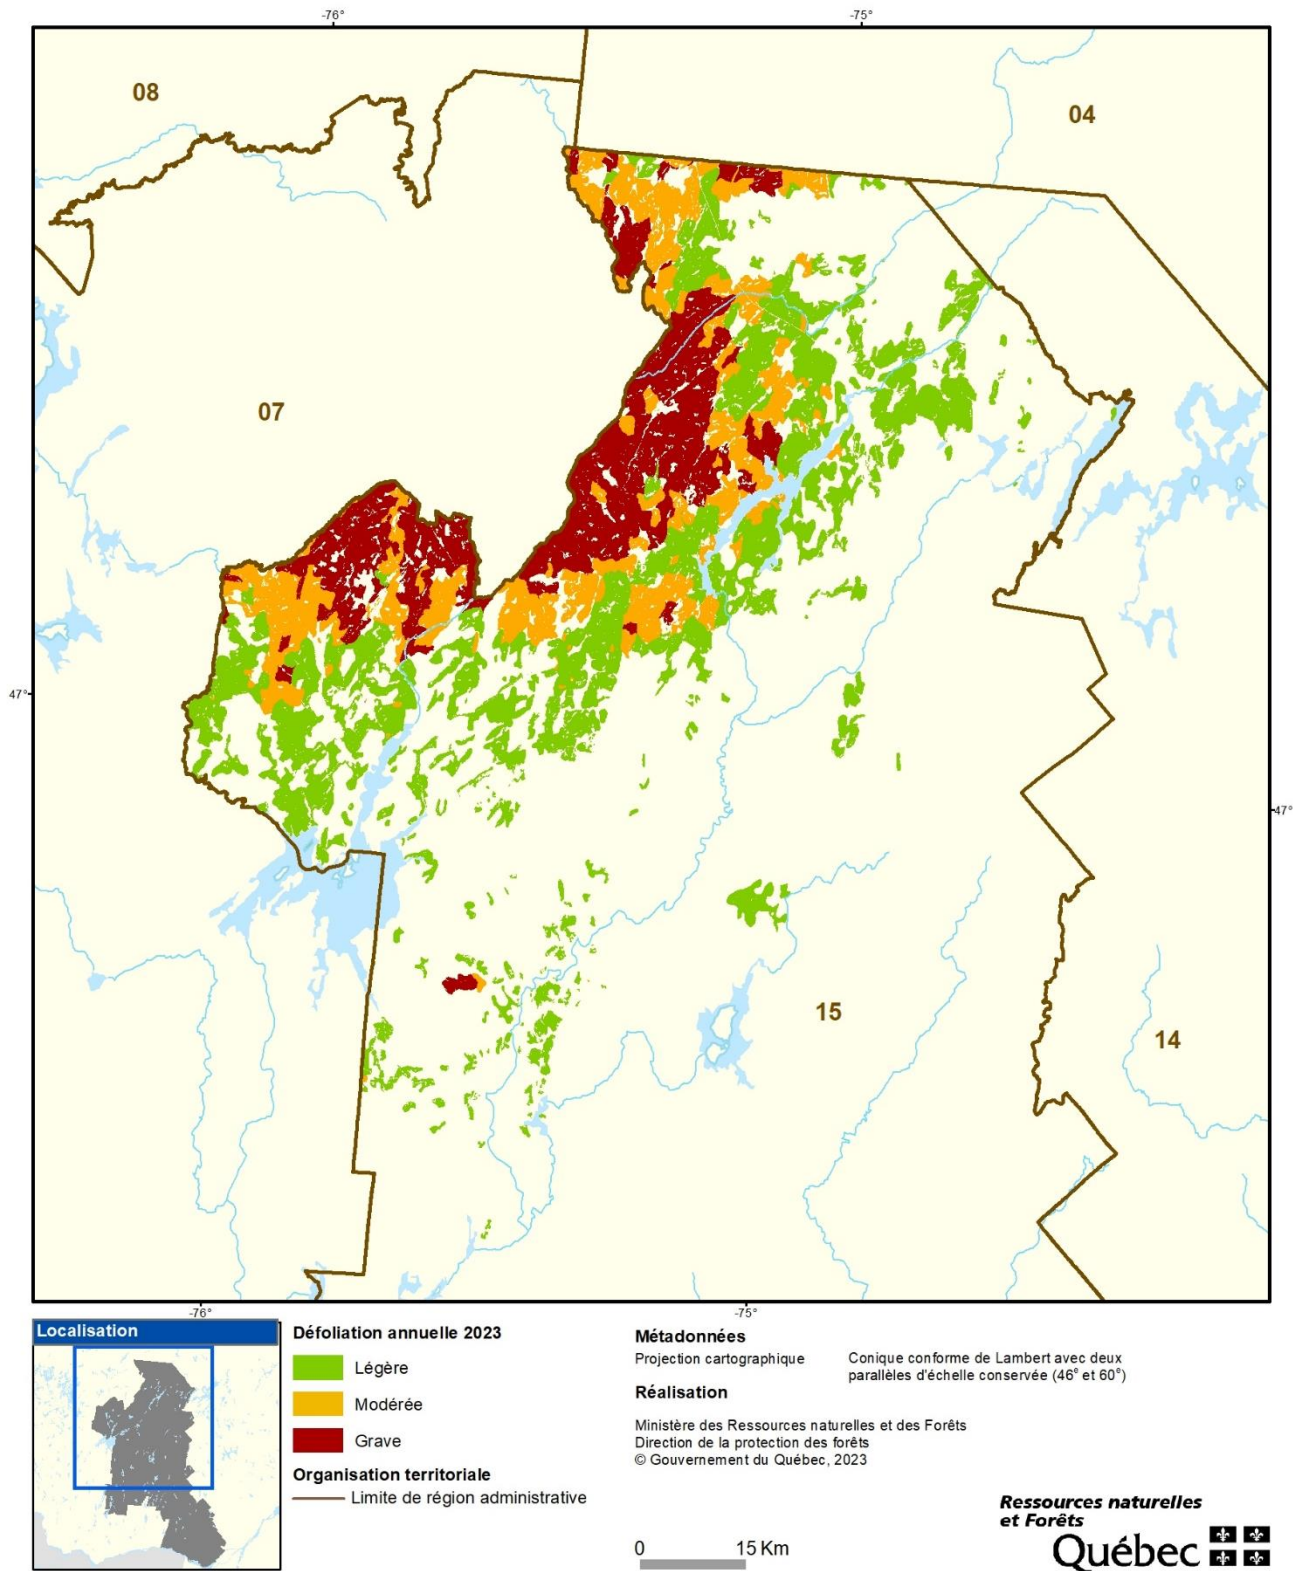 -76°
-75°
08
04
07
47°
47°
15
14
-76°
-75°
Localisation
Défoliation annuelle 2023
Légère
Modérée
Grave
Organisation territoriale
Limite de région administrative
Métadonnées
Projection cartographique
Conique conforme de Lambert avec deux
parallèles d'échelle conservée (46° et 60°)
Réalisation
Ministère des Ressources naturelles et des Forêts
Direction de la protection des forêts
© Gouvernement du Québec, 2023
0 15 Km
Ressources naturelles
et Forêts
Québec